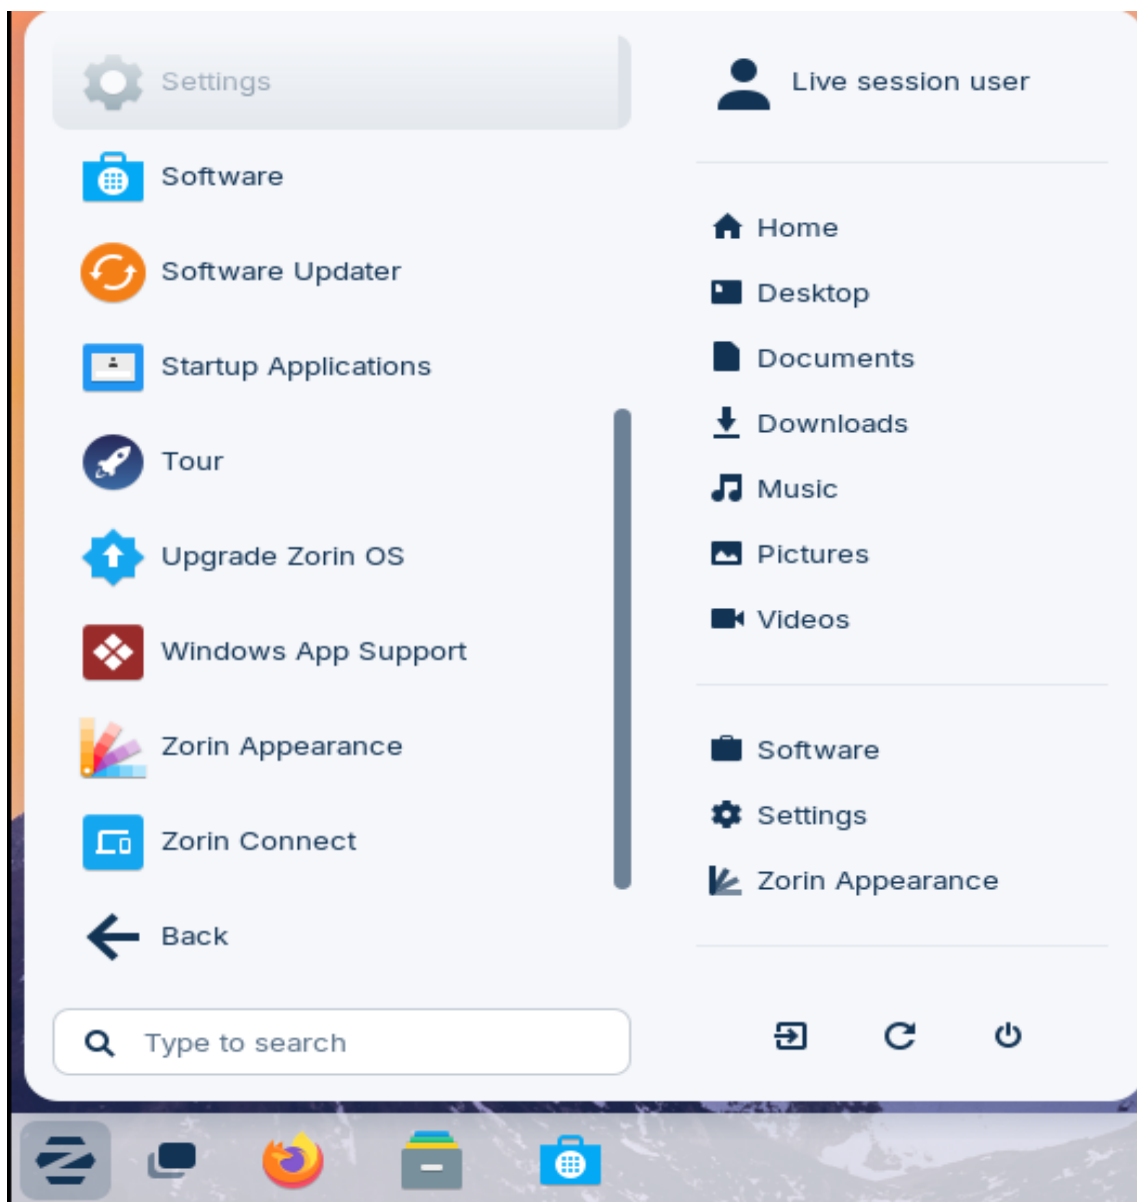 Settings
Software
Software Updater
Startup Applications
Tour
Upgrade Zorin OS
Windows App Support
Zorin Appearance
Zorin Connect
Back
Type to search
Live session user
Home
Desktop
Documents
Downloads
Music
Pictures
Videos
Software
Settings
Zorin Appearance